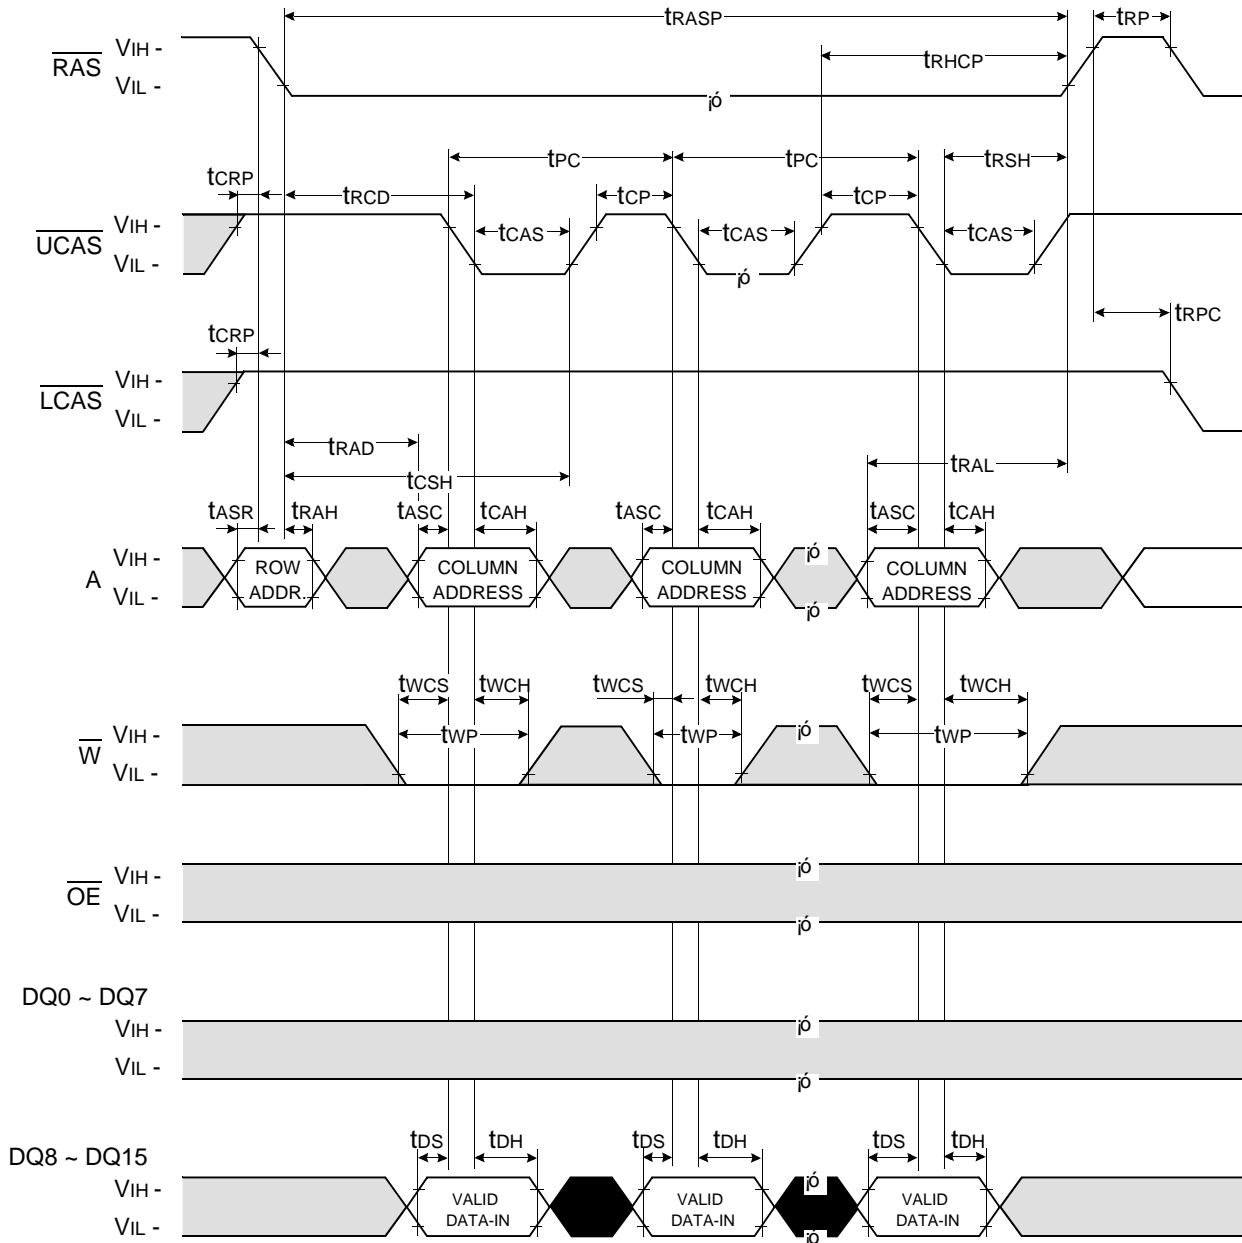 tRASP
tRP
RAS
VIH -
tRHCP
VIL -
¡ó
tPC
tPC
tRSH
tCRP
tRCD
tCP
tCP
UCAS
VIH -
tCAS
tCAS
tCAS
VIL -
¡ó
tRPC
tCRP
LCAS
VIH -
VIL -
tRAD
tRAL
tCSH
tASR
tRAH
tASC
tCAH
tASC
tCAH
tASC
tCAH
A
VIH -
VIL -
ROW
ADDR.
COLUMN
ADDRESS
COLUMN
ADDRESS
¡ó
¡ó
COLUMN
ADDRESS
tWCS
tWCH
tWCS
tWCH
tWCS
tWCH
W
VIH -
VIL -
tWP
tWP
¡ó
tWP
OE
VIH -
VIL -
¡ó
¡ó
DQ0 ~ DQ7
VIH -
VIL -
¡ó
¡ó
tDS
tDH
tDS
tDH
tDS
tDH
DQ8 ~ DQ15
VIH -
VIL -
VALID
DATA-IN
VALID
DATA-IN
¡ó
¡ó
VALID
DATA-IN